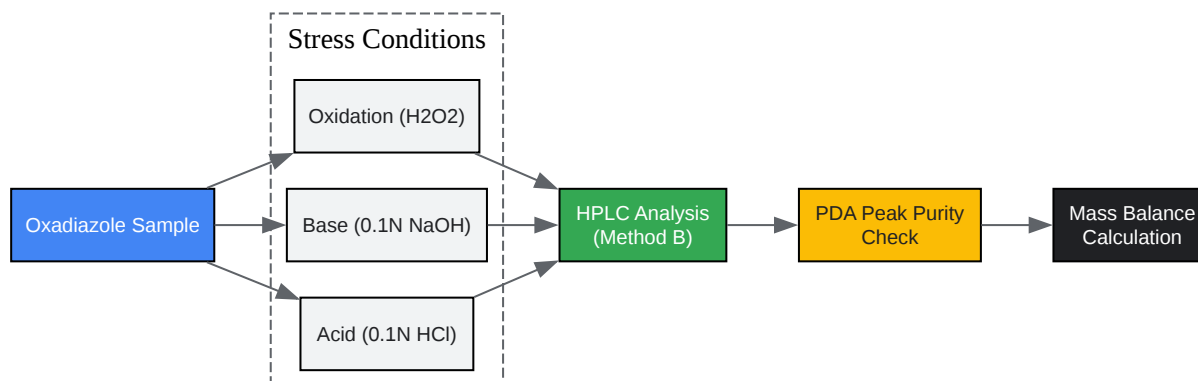 Stress Conditions
Oxidation (H2O2)
Oxadiazole Sample
Base (0.1N NaOH)
HPLC Analysis
(Method B)
PDA Peak Purity
Check
Mass Balance
Calculation
Acid (0.1N HCl)